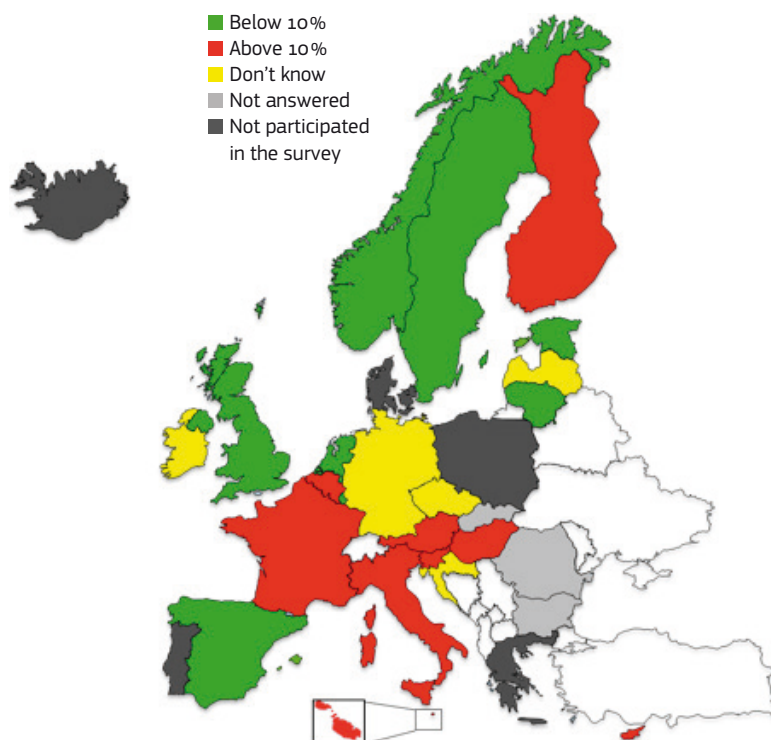 Below 10%
Above 10%
Don't know
Not answered
Not participated
in the survey